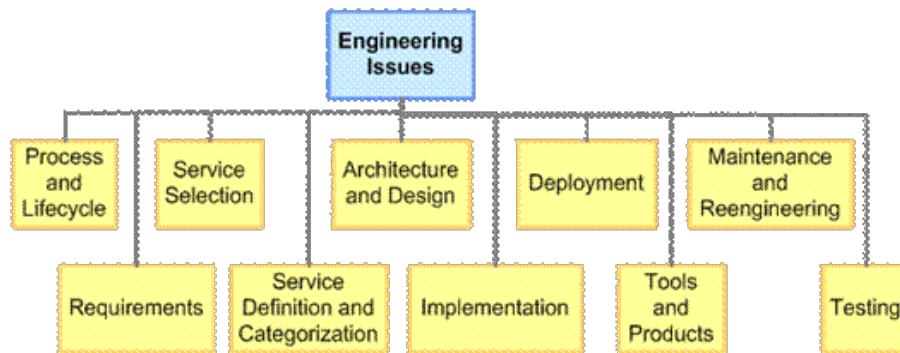 Engineering
Issues
Process
and
Lifecycle
Service
Selection
Architecture
and Design
Deployment
Maintenance
and
Reengineering
Requirements
Service
Definition and
Categorization
Implementation
Tools
and
Products
Testing